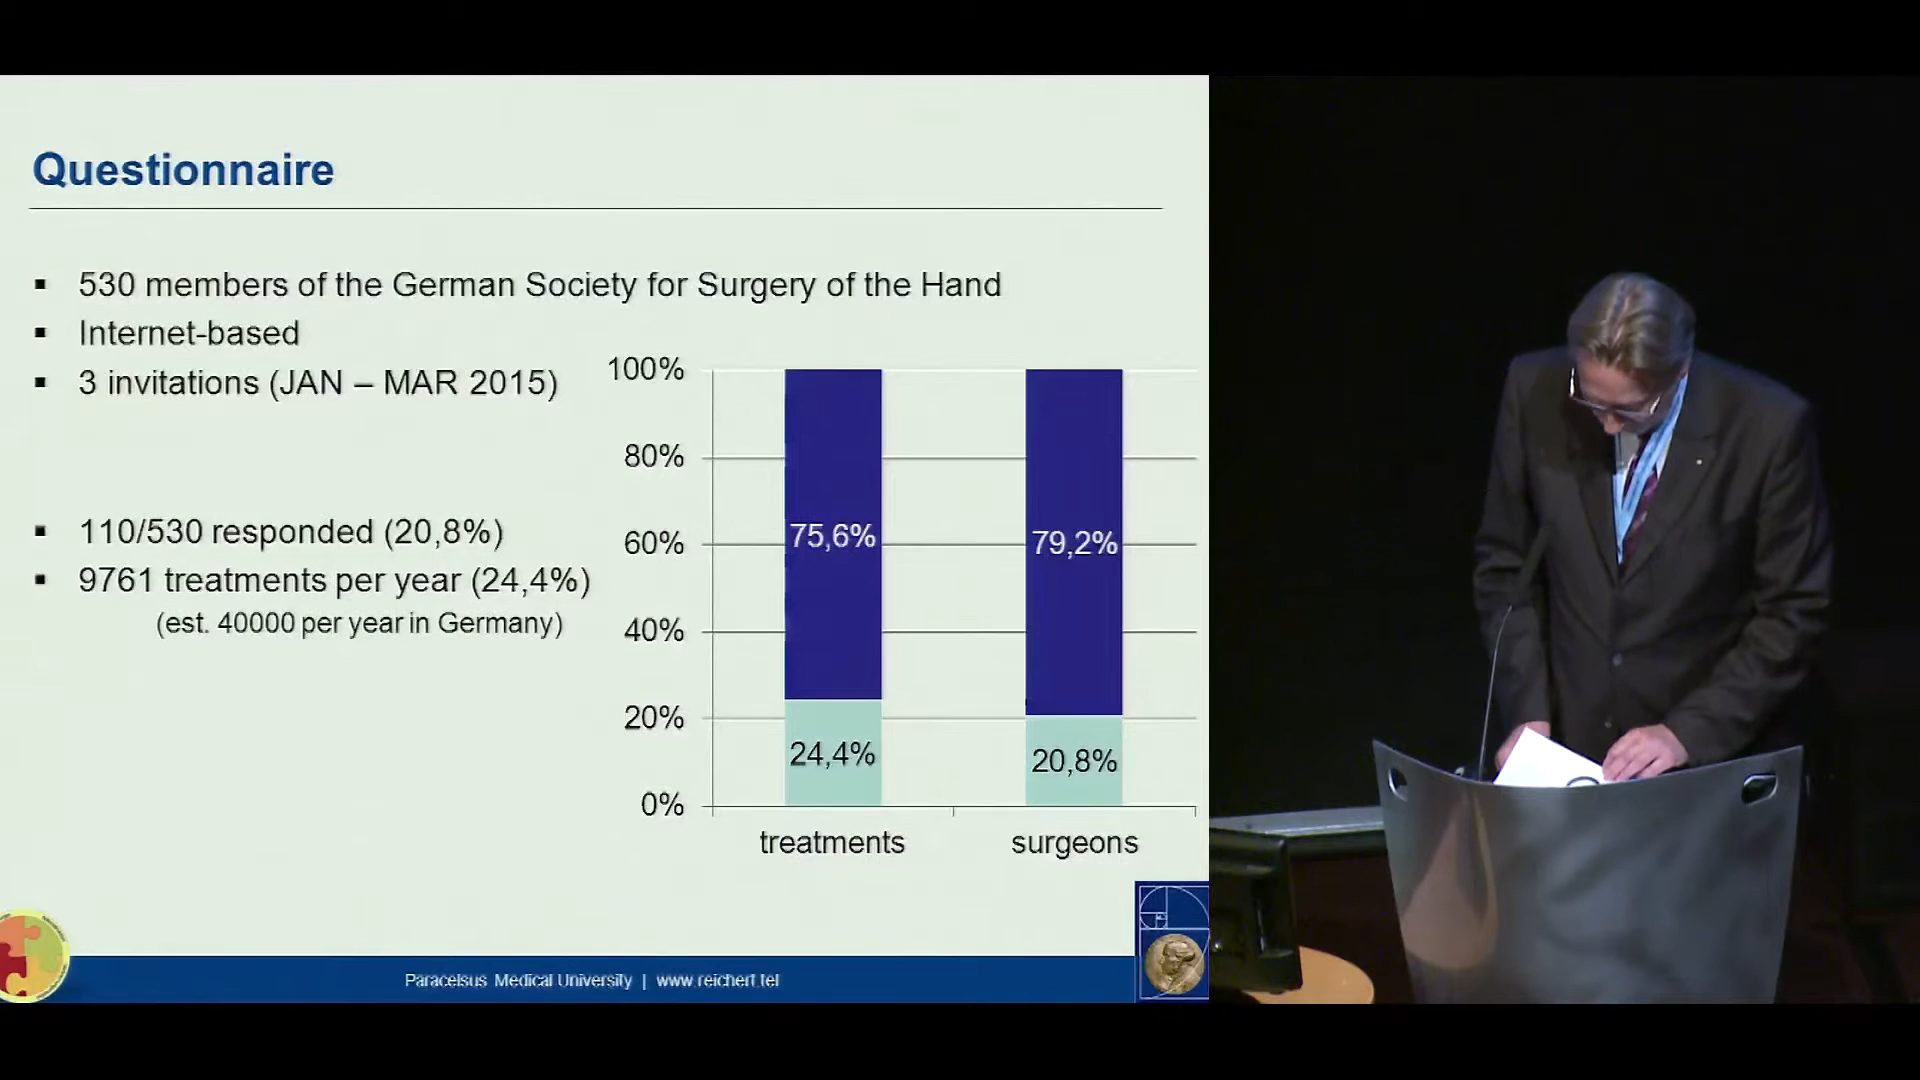 Questionnaire
▪ 530 members of the German Society for Surgery of the Hand
▪ Internet-based
▪ 3 invitations (JAN – MAR 2015)
▪ 110/530 responded (20,8%)
▪ 9761 treatments per year (24,4%)
(est. 40000 per year in Germany)
100%
80%
60%
40%
20%
0%
75,6%
79,2%
24,4%
20,8%
treatments
surgeons
Paracelsus Medical University | www.reichert.tel